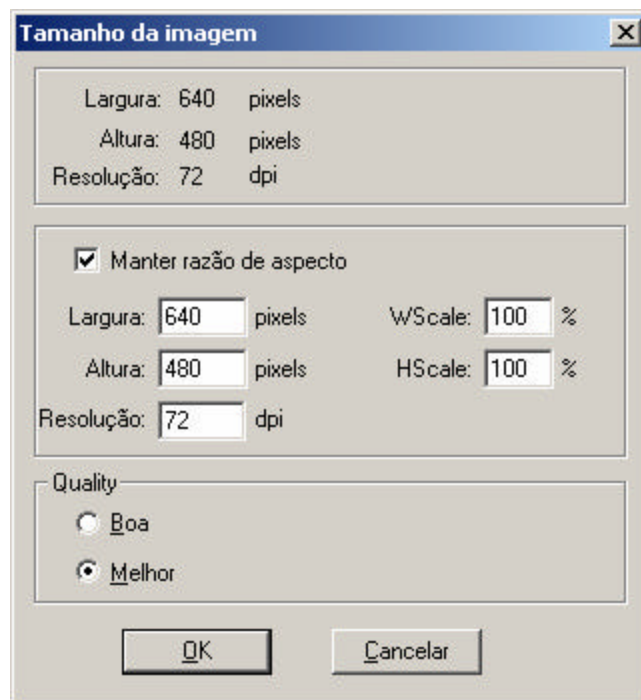 Tamanho da imagem
Largura: 640 pixels
Altura: 480 pixels
Resolução: 72 dpi
Manter razão de aspecto
Largura: 640 pixels WScale: 100 %
Altura: 480 pixels HScale: 100 %
Resolução: 72 dpi
Quality
Boa
Melhor
OK Cancelar